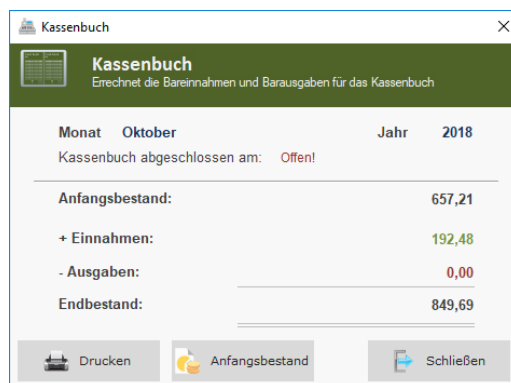 Kassenbuch
Kassenbuch
Errechnet die Bareinnahmen und Barausgaben für das Kassenbuch
Monat Oktober Jahr 2018
Kassenbuch abgeschlossen am: Offen!
Anfangsbestand: 657,21
+ Einnahmen: 192,48
- Ausgaben: 0,00
Endbestand: 849,69
Drucken Anfangsbestand Schließen